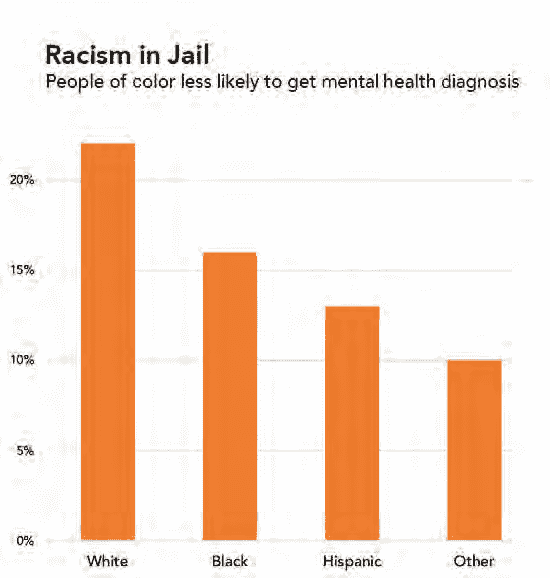 Racism in Jail
People of color less likely to get mental health diagnosis
20%
15%
10%
5%
0%
White Black Hispanic Other